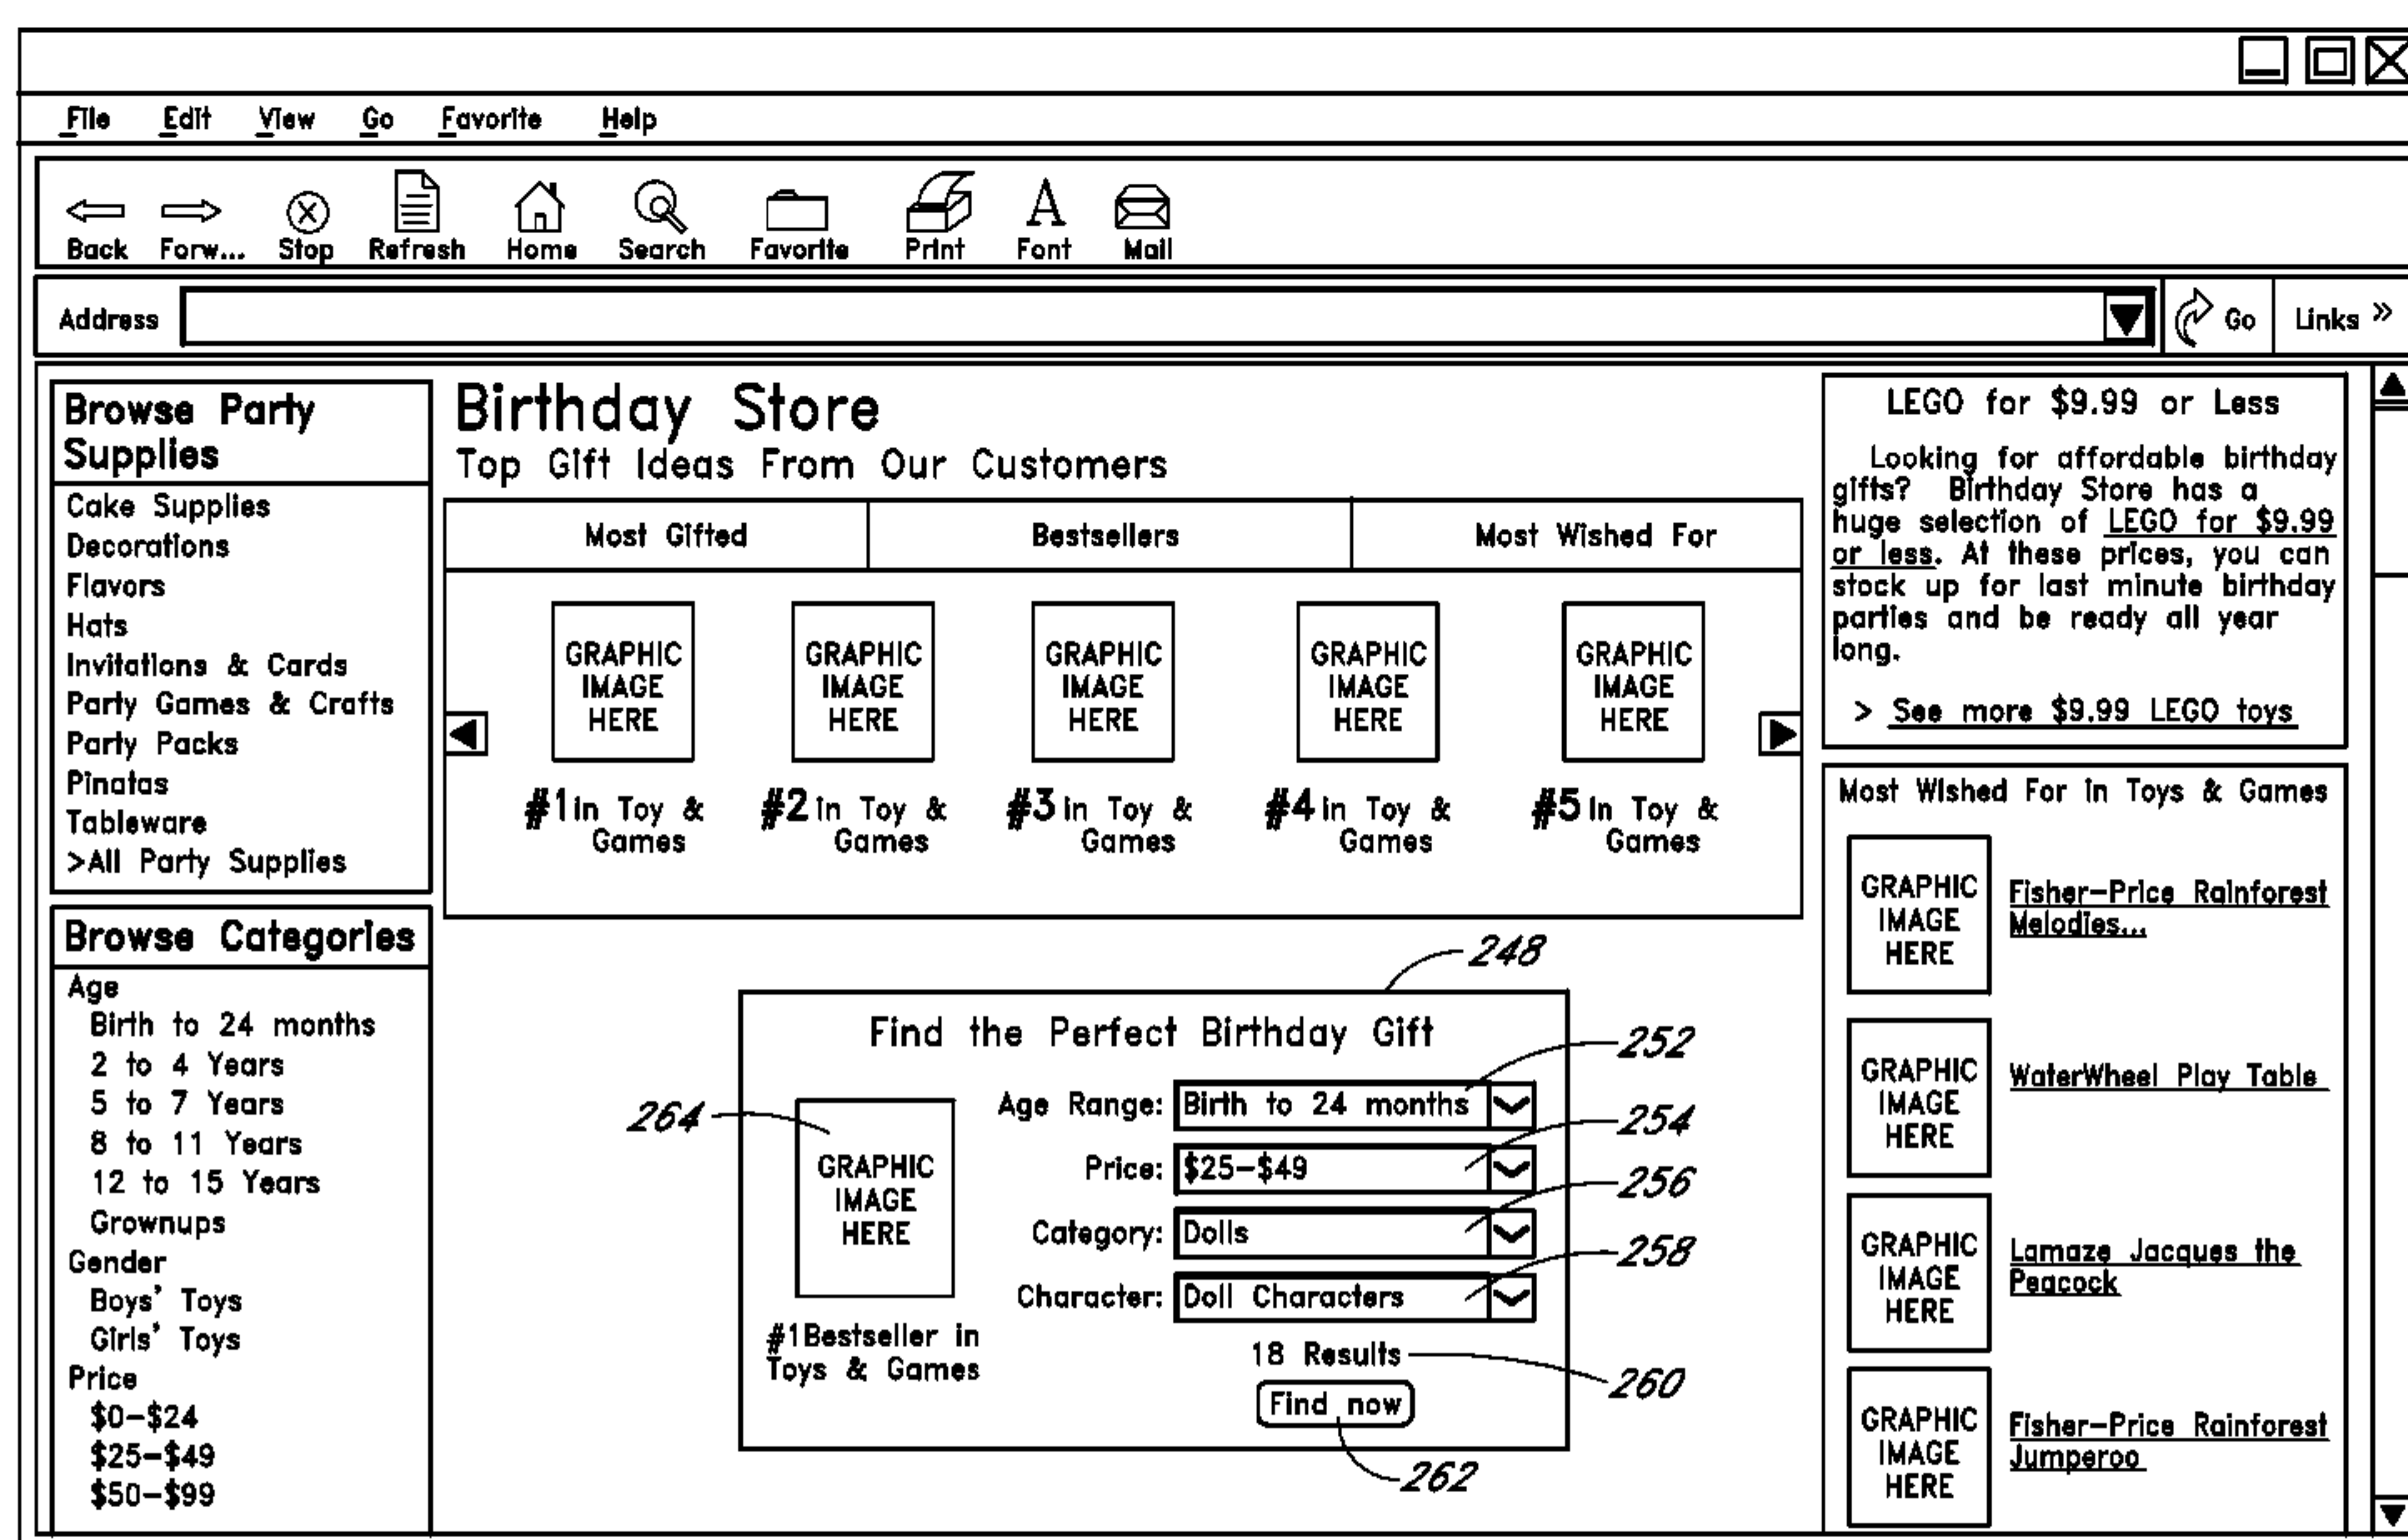 File Edit View Go Favorite Help
Back Forw... Stop Refresh Home Search Favorite Print Font Mail
Address Go Links »
Browse Party
Supplies
Cake Supplies
Decorations
Flavors
Hats
Invitations & Cards
Party Games & Crafts
Party Packs
Pinatas
Tableware
>All Party Supplies
Browse Categories
Age
Birth to 24 months
2 to 4 Years
5 to 7 Years
8 to 11 Years
12 to 15 Years
Grownups
Gender
Boys' Toys
Girls' Toys
Price
$0-$24
$25-$49
$50-$99
Birthday Store
Top Gift Ideas From Our Customers
Most Gifted Bestsellers Most Wished For
GRAPHIC GRAPHIC GRAPHIC GRAPHIC GRAPHIC
IMAGE IMAGE IMAGE IMAGE IMAGE
HERE HERE HERE HERE HERE
#1 in Toy & #2 in Toy & #3 in Toy & #4 in Toy & #5 in Toy &
Games Games Games Games Games
248
Find the Perfect Birthday Gift
252
264
Age Range: Birth to 24 months
254
Price: $25-$49
256
Category: Dolls
258
Character: Doll Characters
GRAPHIC
IMAGE
HERE
#1Bestseller in
Toys & Games
18 Results
260
Find now
262
LEGO for $9.99 or Less
Looking for affordable birthday
gifts? Birthday Store has a
huge selection of LEGO for $9.99
or less. At these prices, you can
stock up for last minute birthday
parties and be ready all year
long.
> See more $9.99 LEGO toys
Most Wished For in Toys & Games
GRAPHIC
IMAGE
HERE
Fisher-Price Rainforest
Melodies...
GRAPHIC
IMAGE
HERE
WaterWheel Play Table
GRAPHIC
IMAGE
HERE
Lamaze Jacques the
Peacock
GRAPHIC
IMAGE
HERE
Fisher-Price Rainforest
Jumperoo